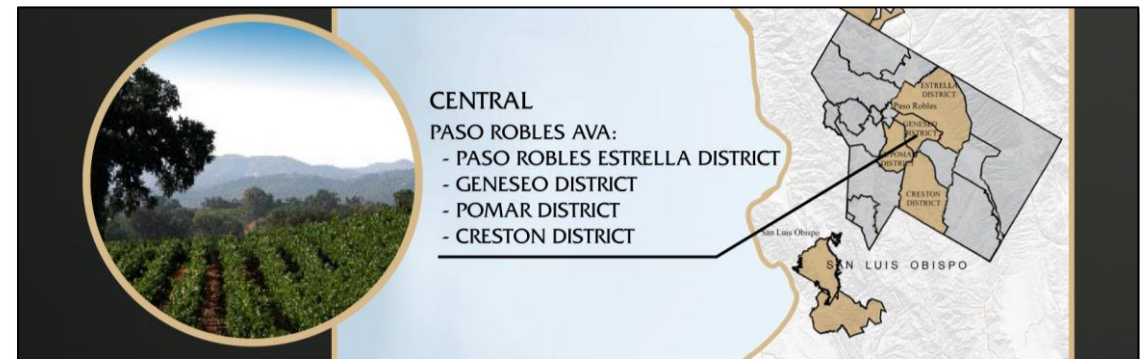 CENTRAL
PASO ROBLES AVA:
- PASO ROBLES ESTRELLA DISTRICT
- GENESEO DISTRICT
- POMAR DISTRICT
- CRESTON DISTRICT
ESTRELLA
DISTRICT
Paso Robles
GENESEO
DISTRICT
POMAR
DISTRICT
CRESTON
DISTRICT
San Luis Obispo
SAN LUIS OBISPO